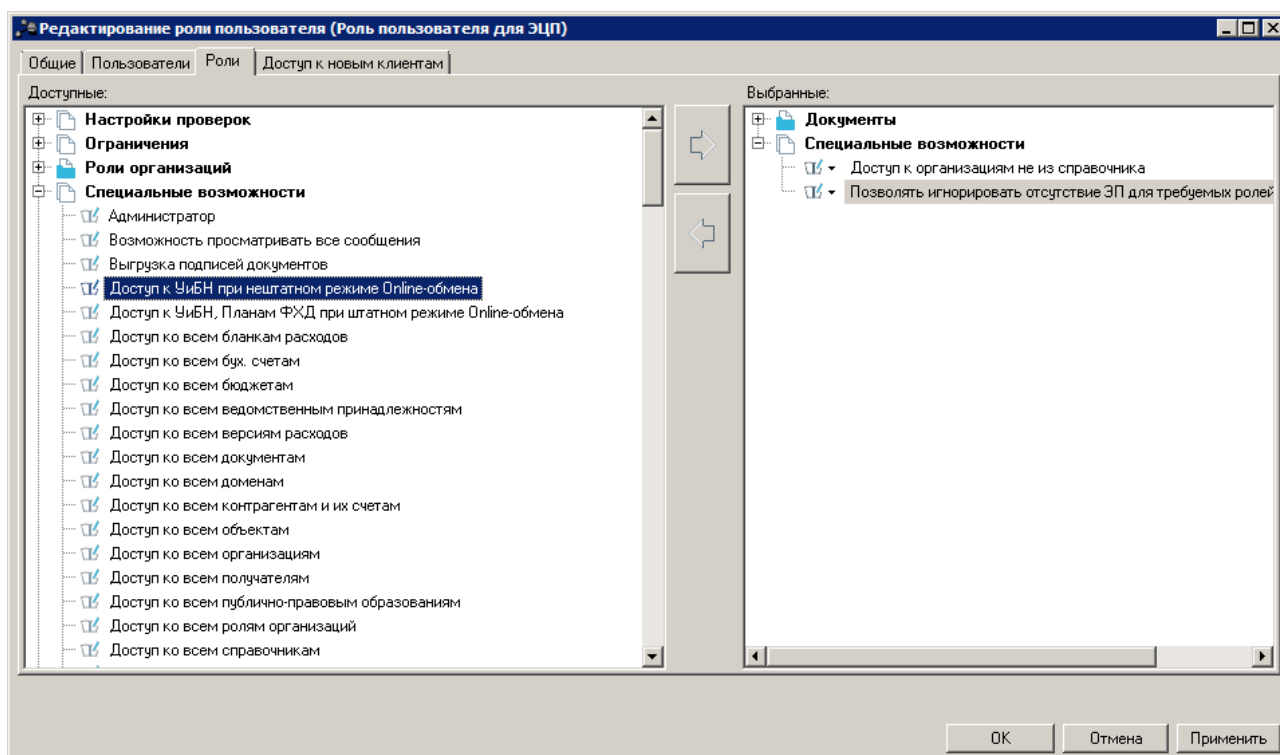 Редактирование роли пользователя (Роль пользователя для ЭЦП)
Общие Пользователи Роли Доступ к новым клиентам
Доступные:
Настройки проверок
Ограничения
Роли организаций
Специальные возможности
Администратор
Возможность просматривать все сообщения
Выгрузка подписей документов
Доступ к УиБН при нештатном режиме Online-обмена
Доступ к УиБН, Планам ФХД при штатном режиме Online-обмена
Доступ ко всем бланкам расходов
Доступ ко всем бух. счетам
Доступ ко всем бюджетам
Доступ ко всем ведомственным принадлежностям
Доступ ко всем версиям расходов
Доступ ко всем документам
Доступ ко всем доменам
Доступ ко всем контрагентам и их счетам
Доступ ко всем объектам
Доступ ко всем организациям
Доступ ко всем получателям
Доступ ко всем публично-правовым образованиям
Доступ ко всем ролям организаций
Доступ ко всем справочникам
Выбранные:
Документы
Специальные возможности
Доступ к организациям не из справочника
Позволять игнорировать отсутствие ЭП для требуемых ролей
OK Отмена Применить